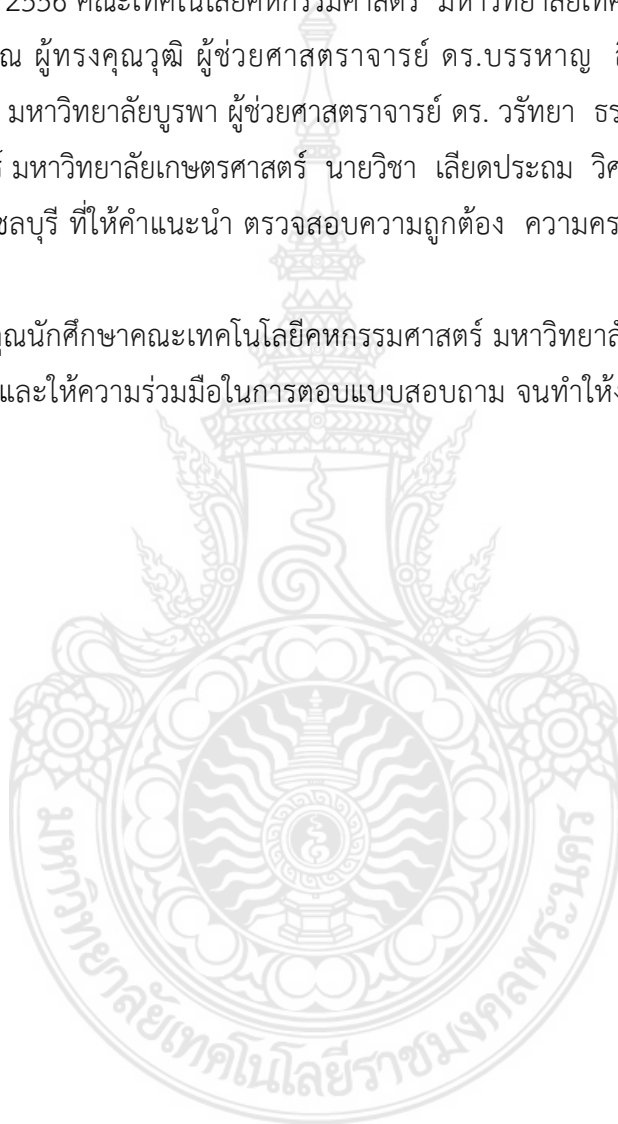 2556 คณะเทคโนโลยีคหกรรมศาสตร์ มหาวิทยาลัยเทค
ณ ผู้ทรงคุณวุฒิ ผู้ช่วยศาสตราจารย์ ดร.บรรหาญ
มหาวิทยาลัยบูรพา ผู้ช่วยศาสตราจารย์ ดร. วรัทยา ธร
์ มหาวิทยาลัยเกษตรศาสตร์ นายวิชา เลียดประถม วิศ
ชลบุรี ที่ให้คำแนะนำ ตรวจสอบความถูกต้อง ความคร
ุณนักศึกษาคณะเทคโนโลยีคหกรรมศาสตร์ มหาวิทยาลั
และให้ความร่วมมือในการตอบแบบสอบถาม จนทำให้ง
มหาวิทยาลัยเทคโนโลยีราชมงคลพระนคร